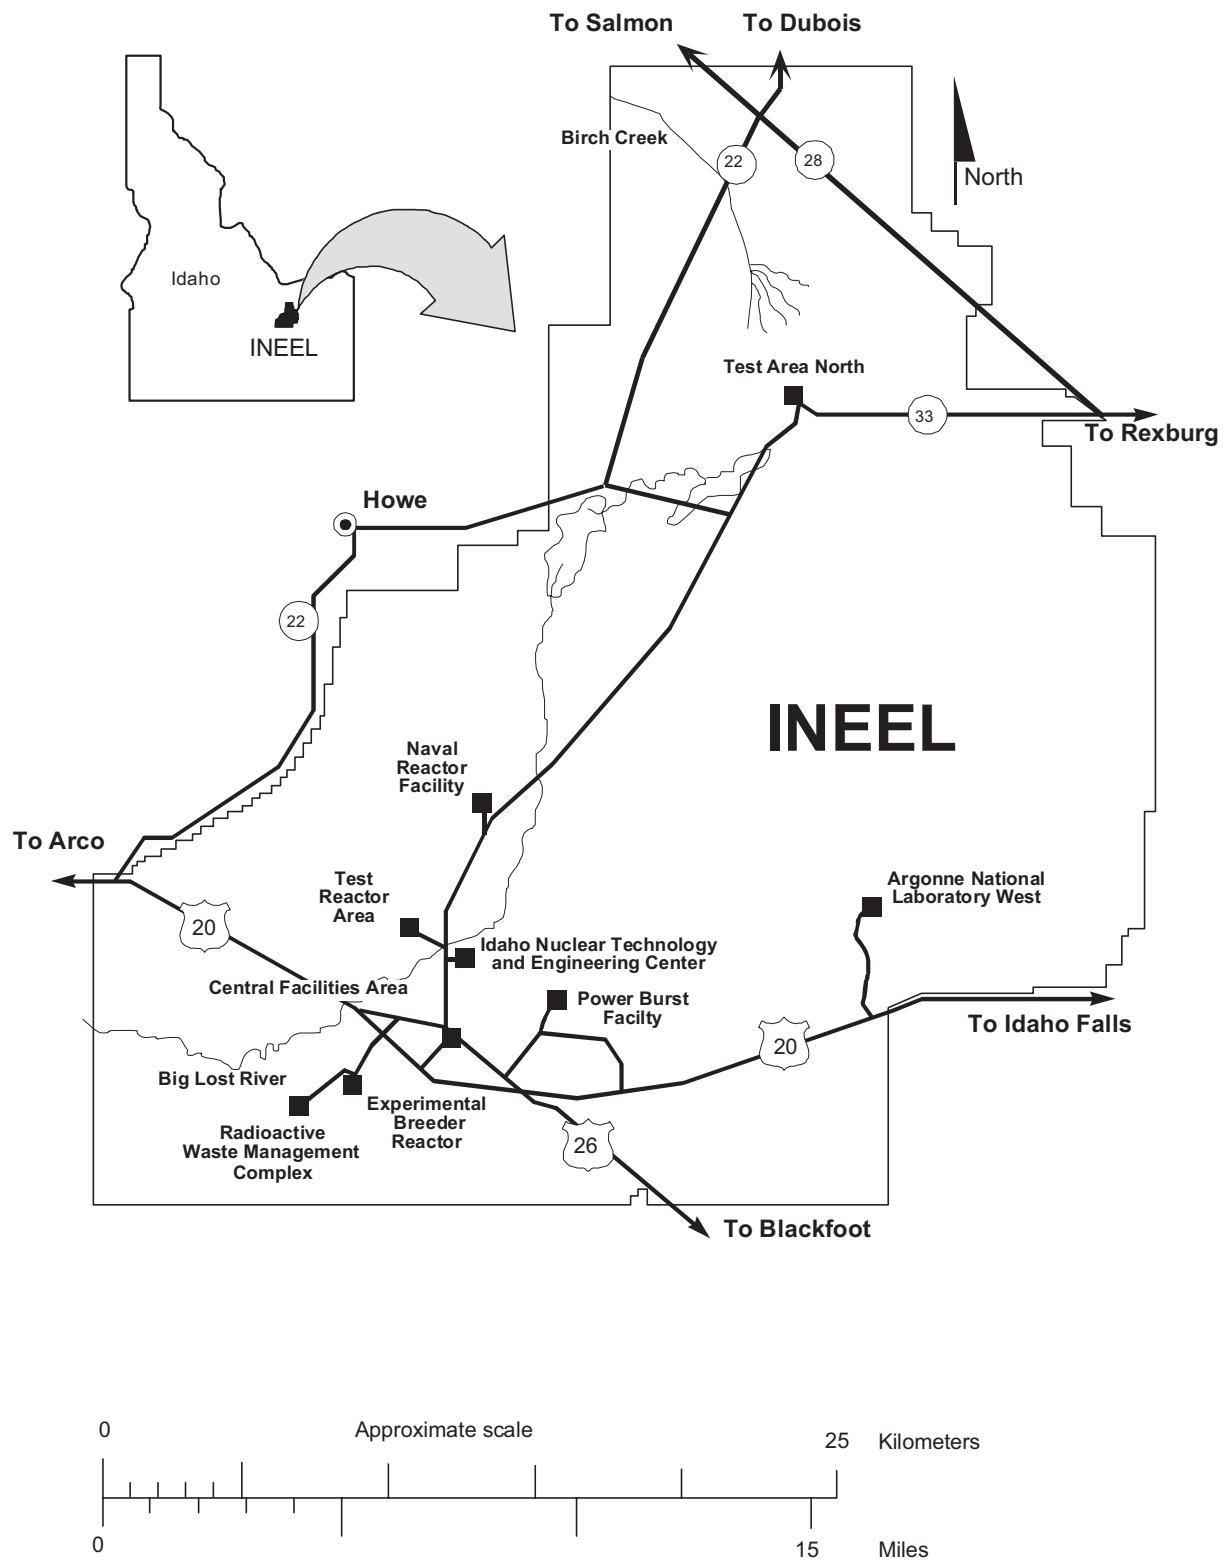 To Salmon
To Dubois
Birch Creek
22
28
North
Idaho
INEEL
Test Area North
33
To Rexburg
Howe
22
INEEL
Naval
Reactor
Facility
To Arco
Test
Reactor
Area
Argonne National
Laboratory West
20
Idaho Nuclear Technology
and Engineering Center
Central Facilities Area
Power Burst
Facilty
To Idaho Falls
20
Big Lost River
Experimental
Breeder
Reactor
Radioactive
Waste Management
Complex
26
To Blackfoot
0
Approximate scale
25
Kilometers
0
15
Miles